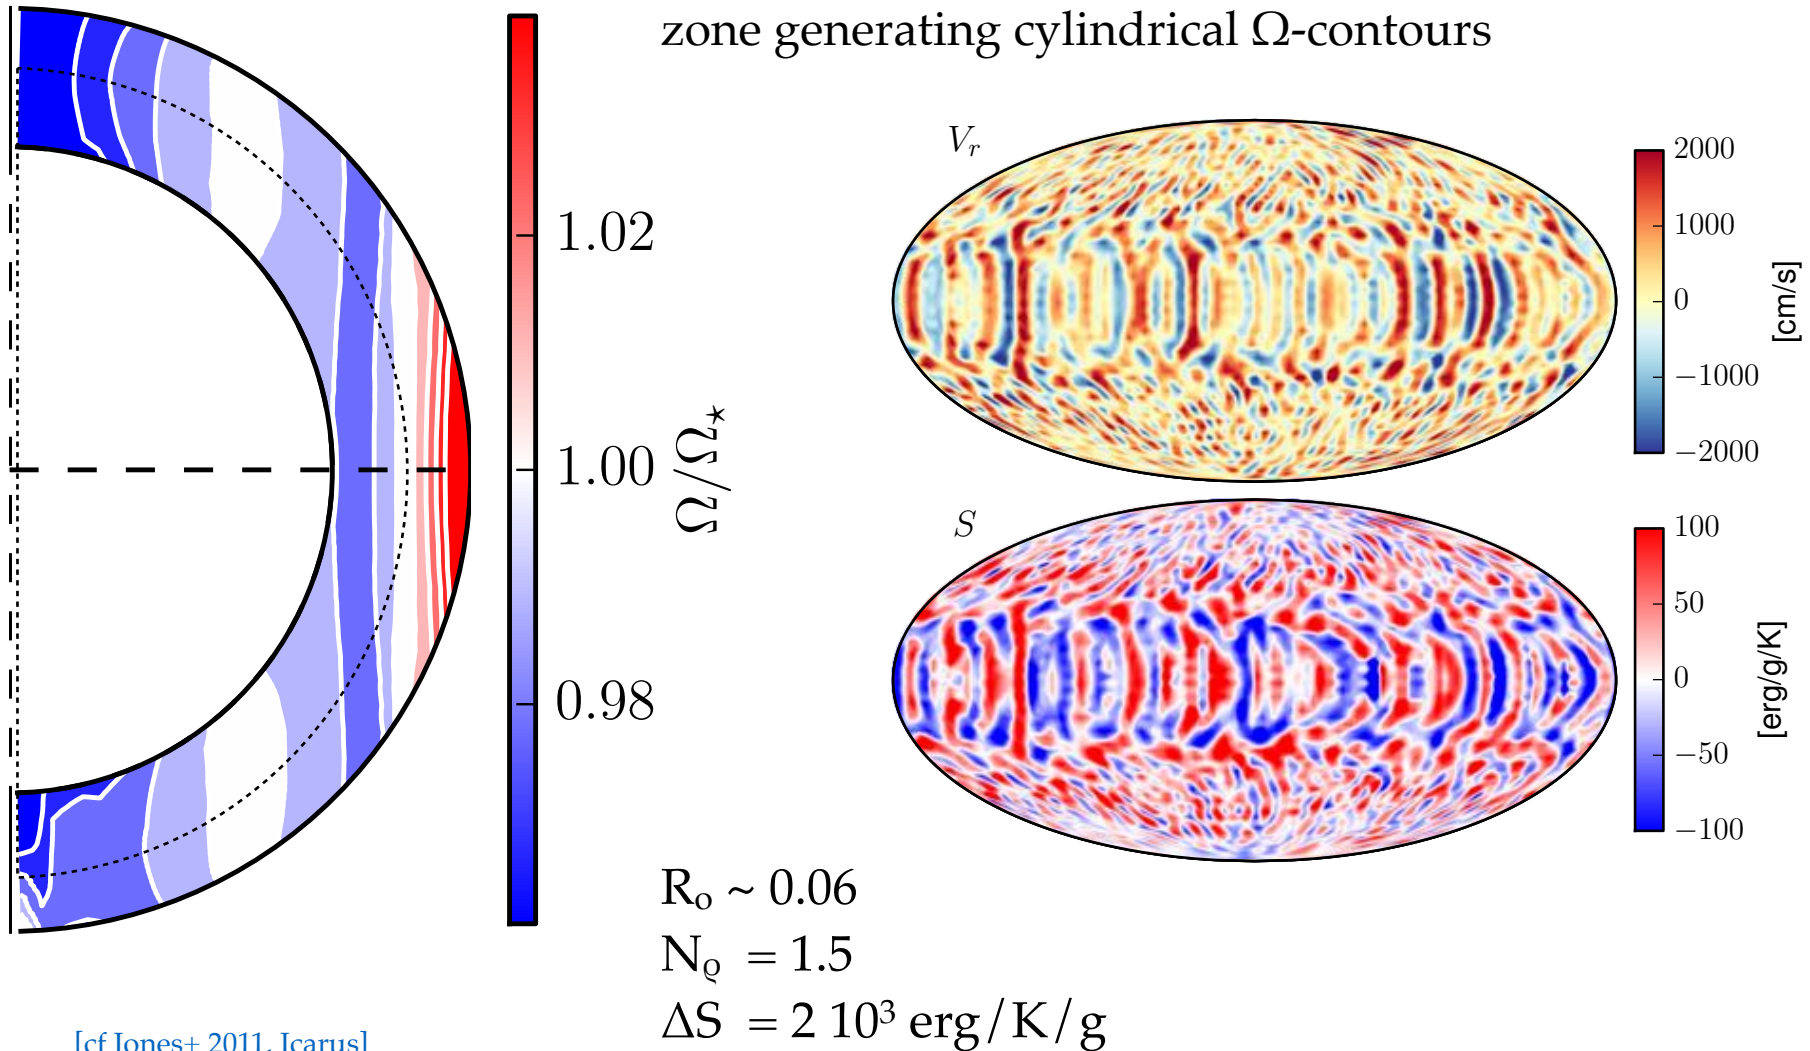 zone generating cylindrical Ω-contours
1.02
1.00
0.98
Ω/Ω⋆
V_r
2000
1000
0
−1000
−2000
[cm/s]
S
100
50
0
−50
−100
[erg/g/K]
R_o ~ 0.06
N_ϱ = 1.5
ΔS = 2 10³ erg/K/g
[cf Jones+ 2011, Icarus]